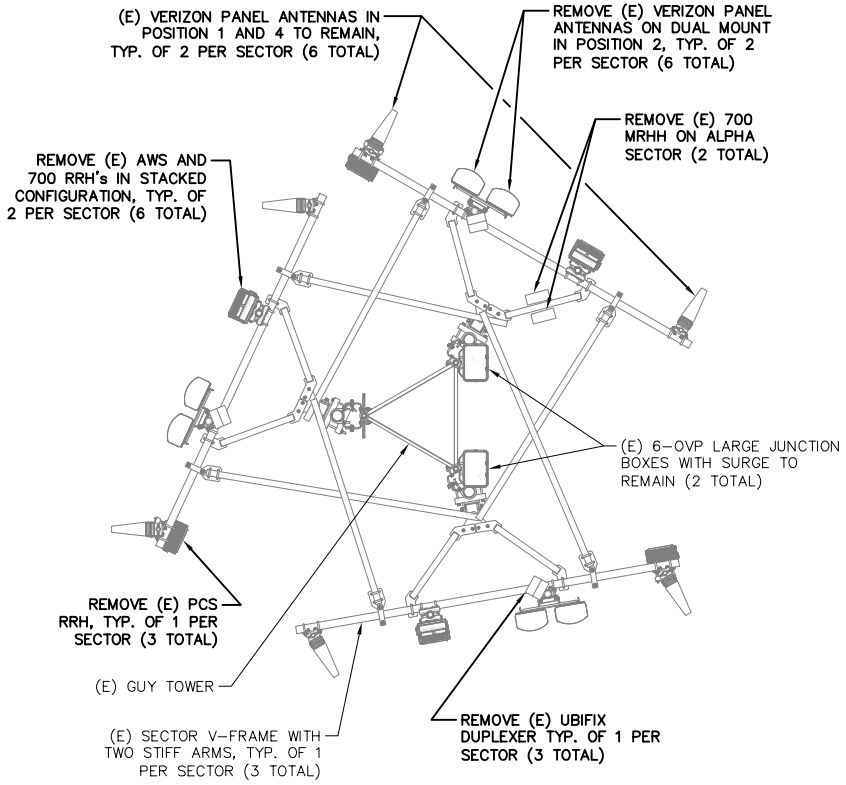 (E) VERIZON PANEL ANTENNAS IN
POSITION 1 AND 4 TO REMAIN,
TYP. OF 2 PER SECTOR (6 TOTAL)
REMOVE (E) VERIZON PANEL
ANTENNAS ON DUAL MOUNT
IN POSITION 2, TYP. OF 2
PER SECTOR (6 TOTAL)
REMOVE (E) 700
MRHH ON ALPHA
SECTOR (2 TOTAL)
REMOVE (E) AWS AND
700 RRH's IN STACKED
CONFIGURATION, TYP. OF
2 PER SECTOR (6 TOTAL)
(E) 6-OVP LARGE JUNCTION
BOXES WITH SURGE TO
REMAIN (2 TOTAL)
REMOVE (E) PCS
RRH, TYP. OF 1 PER
SECTOR (3 TOTAL)
(E) GUY TOWER
(E) SECTOR V-FRAME WITH
TWO STIFF ARMS, TYP. OF 1
PER SECTOR (3 TOTAL)
REMOVE (E) UBIFIX
DUPLEXER TYP. OF 1 PER
SECTOR (3 TOTAL)